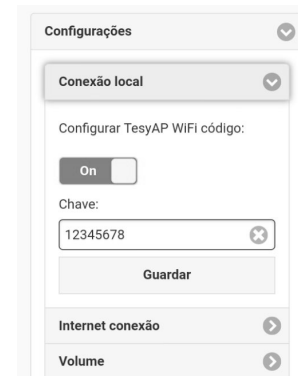 Configurações
Conexão local
Configurar TesyAP WiFi código:
On
Chave:
12345678
Guardar
Internet conexão
Volume